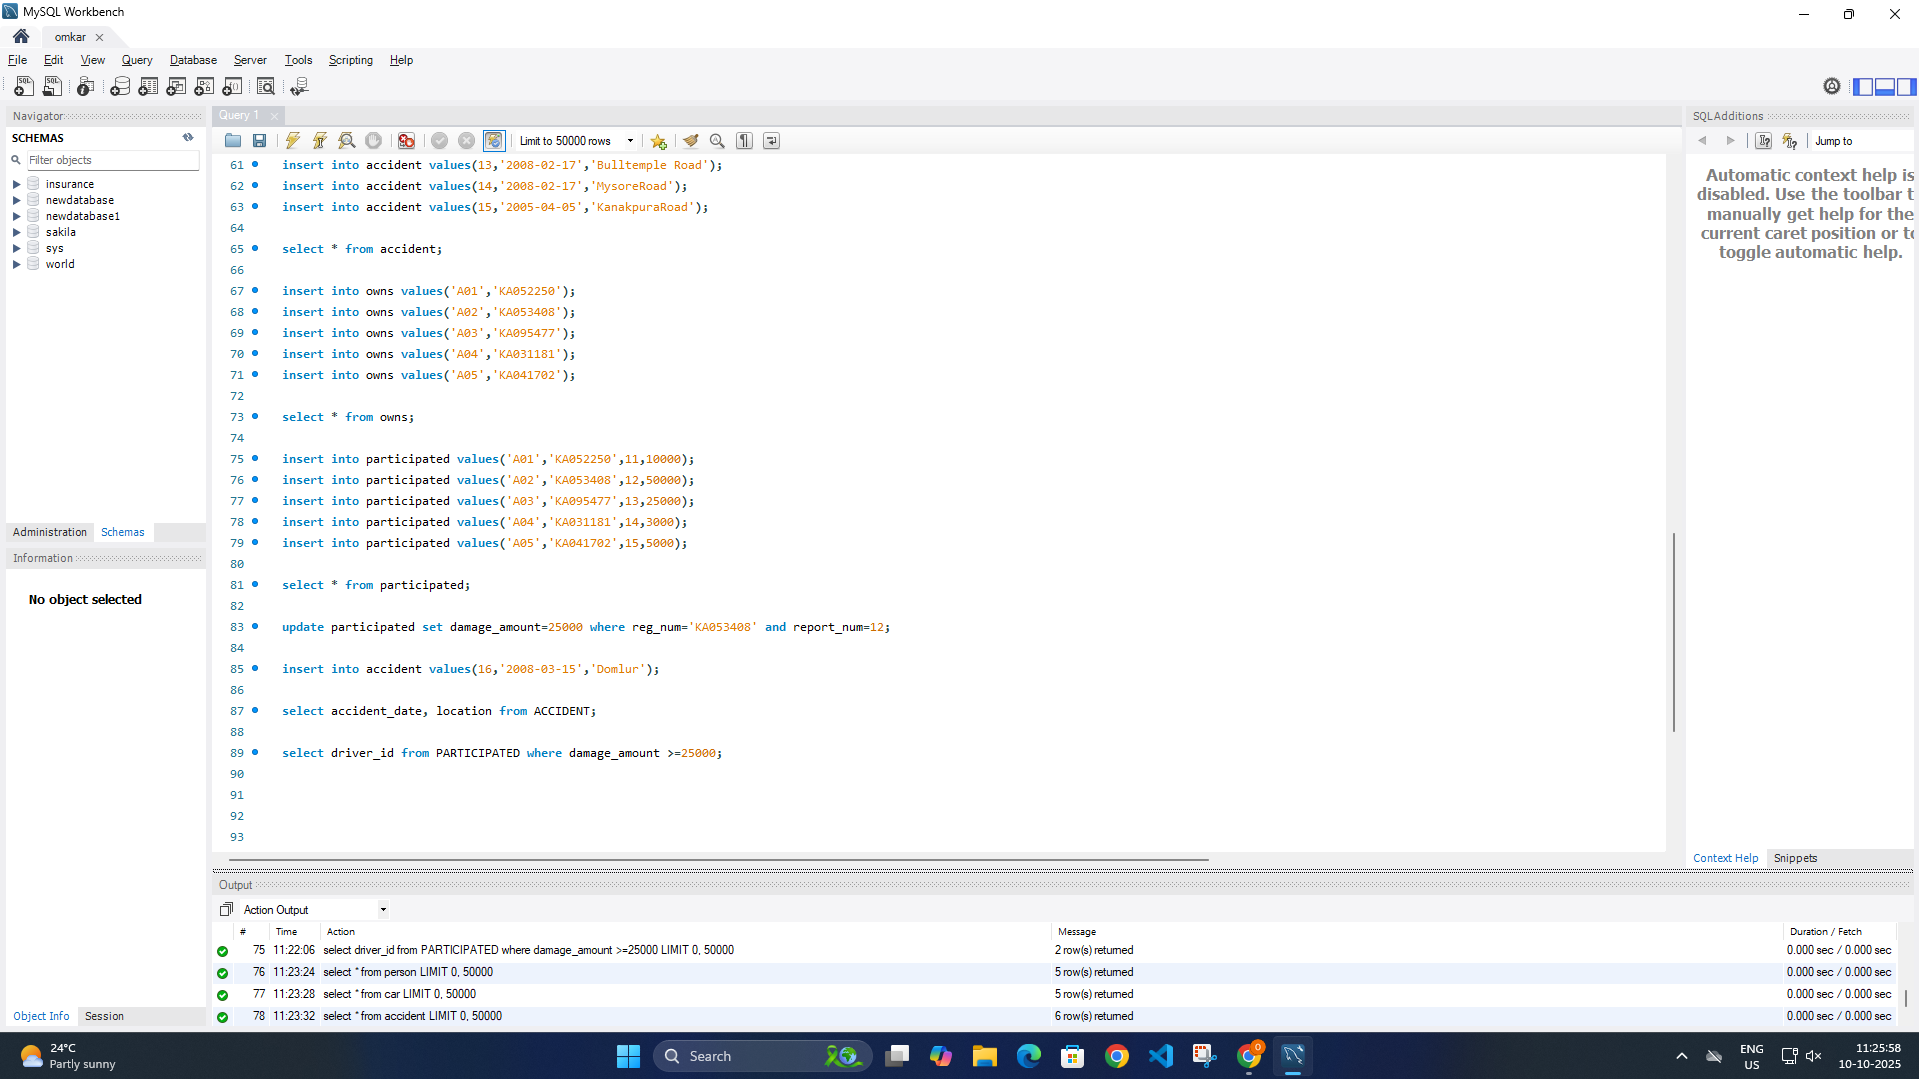 MySQL Workbench
omkar
File Edit View Query Database Server Tools Scripting Help
Navigator
SCHEMAS
Filter objects
insurance
newdatabase
newdatabase1
sakila
sys
world
Administration Schemas
Information
No object selected
Object Info Session
Query 1
Limit to 50000 rows
61 insert into accident values(13,'2008-02-17','Bulltemple Road');
62 insert into accident values(14,'2008-02-17','MysoreRoad');
63 insert into accident values(15,'2005-04-05','KanakpuraRoad');
64
65 select * from accident;
66
67 insert into owns values('A01','KA052250');
68 insert into owns values('A02','KA053408');
69 insert into owns values('A03','KA095477');
70 insert into owns values('A04','KA031181');
71 insert into owns values('A05','KA041702');
72
73 select * from owns;
74
75 insert into participated values('A01','KA052250',11,10000);
76 insert into participated values('A02','KA053408',12,50000);
77 insert into participated values('A03','KA095477',13,25000);
78 insert into participated values('A04','KA031181',14,3000);
79 insert into participated values('A05','KA041702',15,5000);
80
81 select * from participated;
82
83 update participated set damage_amount=25000 where reg_num='KA053408' and report_num=12;
84
85 insert into accident values(16,'2008-03-15','Domlur');
86
87 select accident_date, location from ACCIDENT;
88
89 select driver_id from PARTICIPATED where damage_amount >=25000;
90
91
92
93
SQLAdditions
Jump to
Automatic context help is
disabled. Use the toolbar t
manually get help for the
current caret position or to
toggle automatic help.
Context Help Snippets
Output
Action Output
# Time Action Message Duration / Fetch
75 11:22:06 select driver_id from PARTICIPATED where damage_amount >=25000 LIMIT 0, 50000 2 row(s) returned 0.000 sec / 0.000 sec
76 11:23:24 select * from person LIMIT 0, 50000 5 row(s) returned 0.000 sec / 0.000 sec
77 11:23:28 select * from car LIMIT 0, 50000 5 row(s) returned 0.000 sec / 0.000 sec
78 11:23:32 select * from accident LIMIT 0, 50000 6 row(s) returned 0.000 sec / 0.000 sec
24°C
Partly sunny
Search
ENG
US
11:25:58
10-10-2025